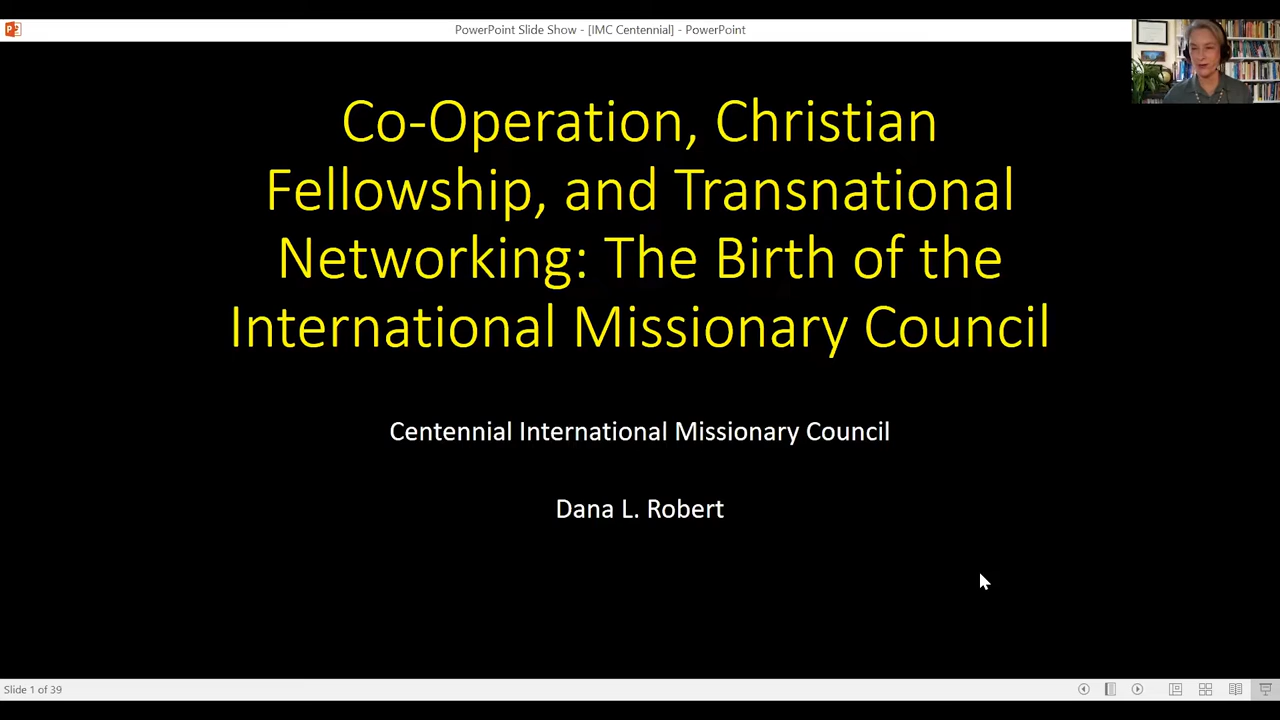 PowerPoint Slide Show - [IMC Centennial] - PowerPoint
Co-Operation, Christian
Fellowship, and Transnational
Networking: The Birth of the
International Missionary Council
Centennial International Missionary Council
Dana L. Robert
Slide 1 of 39